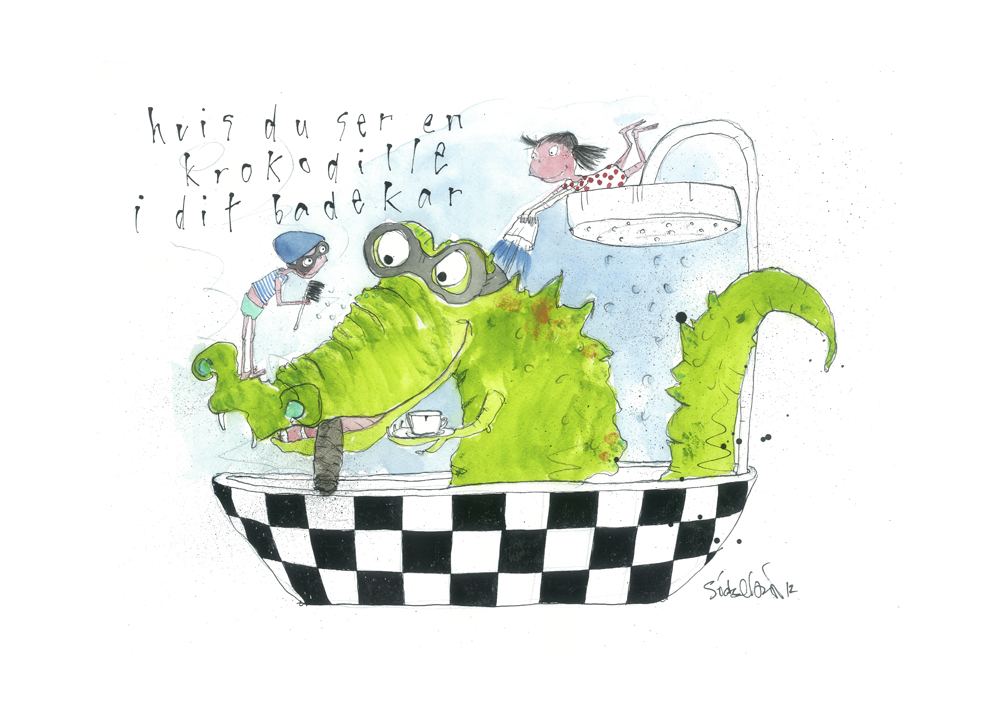 hvis du ser en
krokodille
i dit badekar